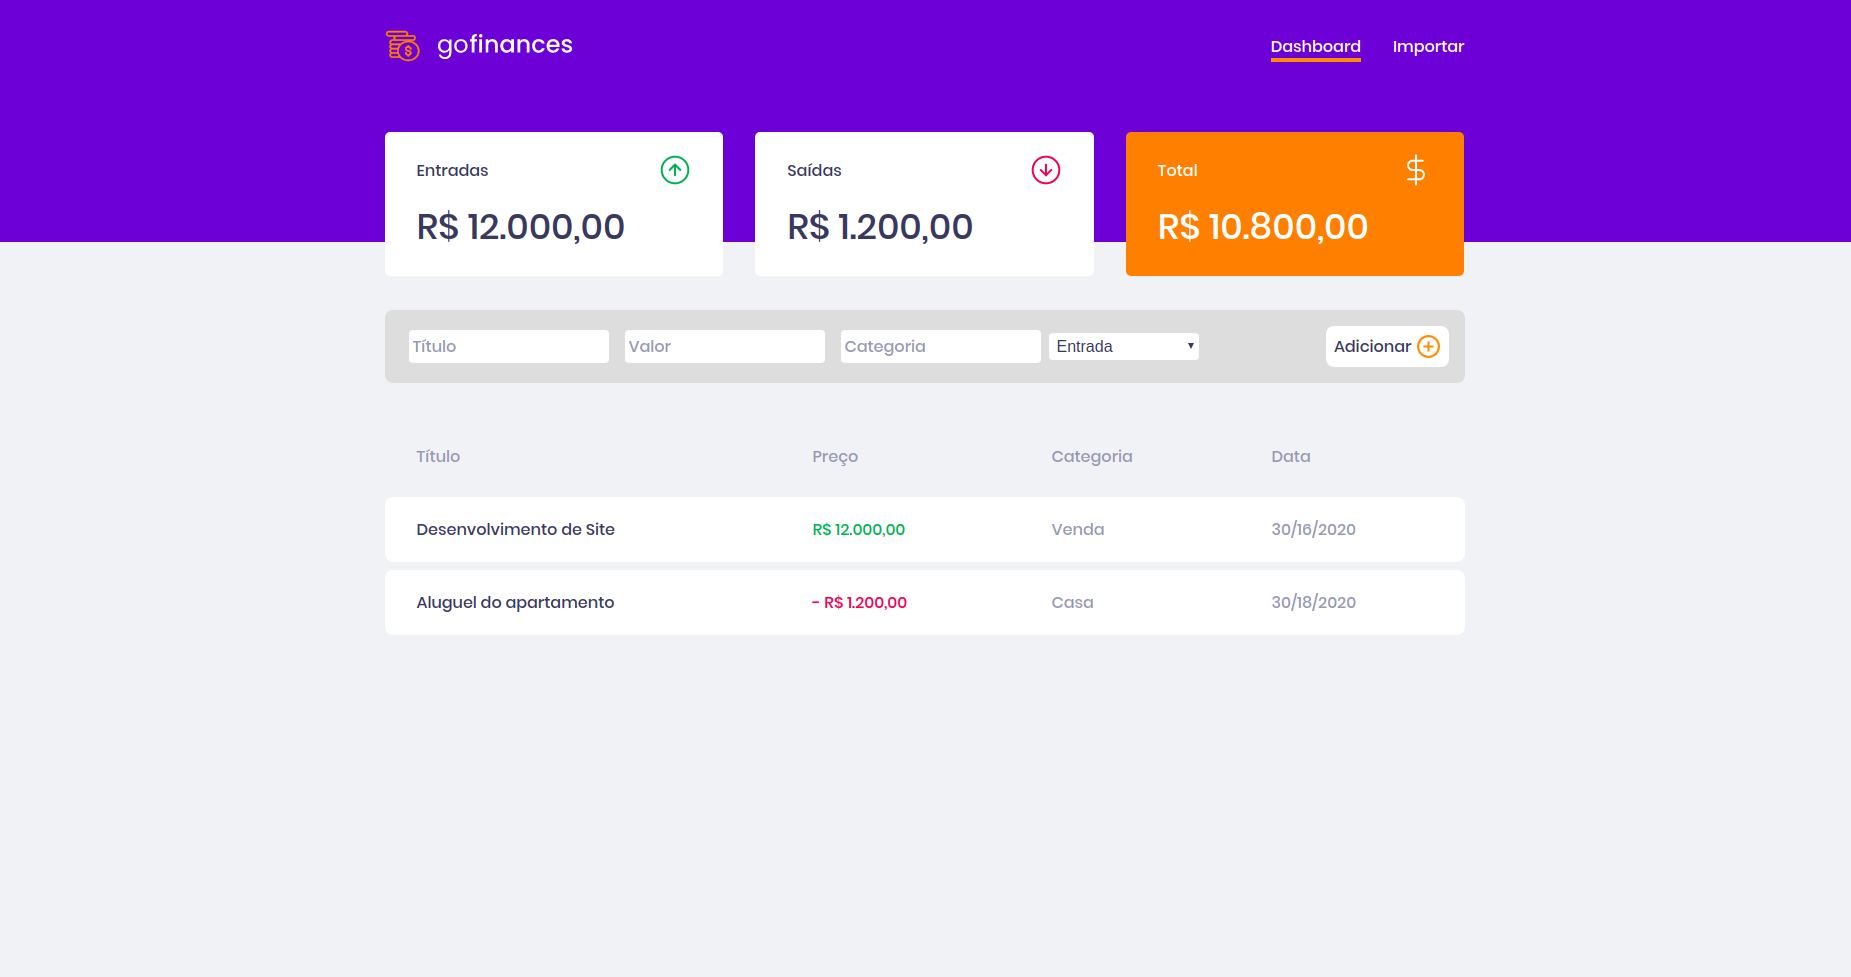 gofinances
Dashboard Importar
Entradas
R$ 12.000,00
Saídas
R$ 1.200,00
Total
R$ 10.800,00
Título Valor Categoria Entrada Adicionar
Título Preço Categoria Data
Desenvolvimento de Site R$ 12.000,00 Venda 30/16/2020
Aluguel do apartamento - R$ 1.200,00 Casa 30/18/2020